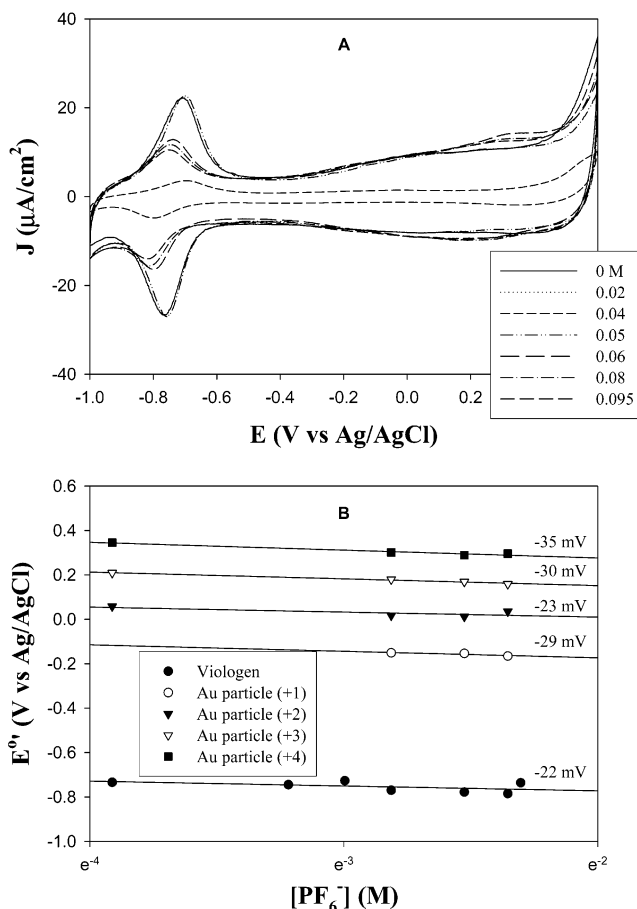 A
40
20
0
-20
-40
J (µA/cm²)
-1.0 -0.8 -0.6 -0.4 -0.2 0.0 0.2
E (V vs Ag/AgCl)
0 M
0.02
0.04
0.05
0.06
0.08
0.095
B
0.6
0.4
0.2
0.0
-0.2
-0.4
-0.6
-0.8
-1.0
E°' (V vs Ag/AgCl)
-35 mV
-30 mV
-23 mV
-29 mV
-22 mV
Viologen
Au particle (+1)
Au particle (+2)
Au particle (+3)
Au particle (+4)
e⁻⁴ e⁻³ e⁻²
[PF₆⁻] (M)